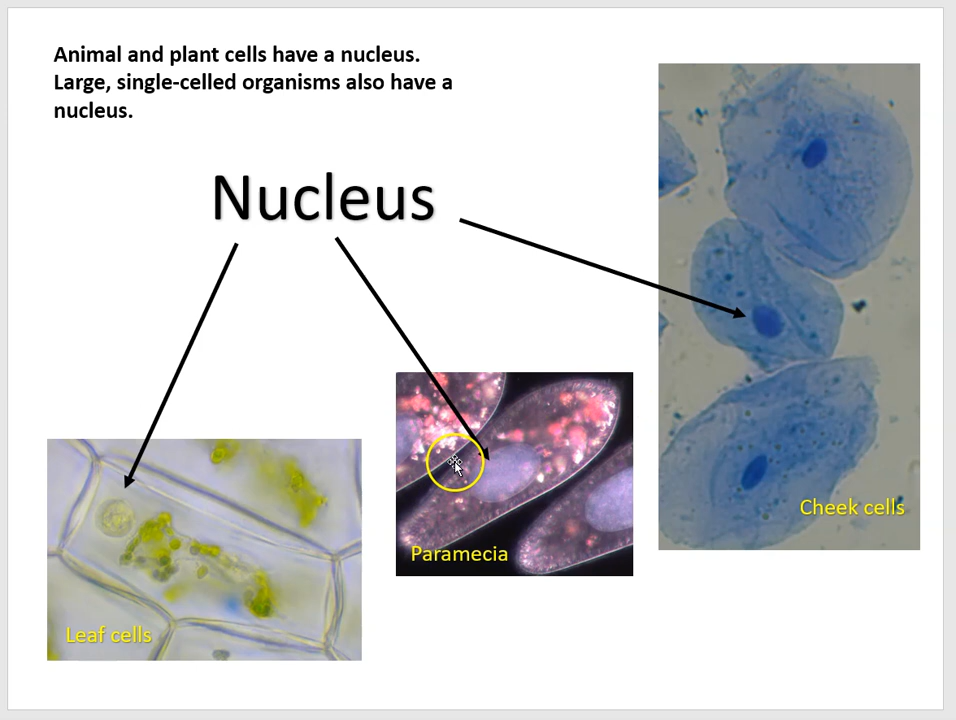 Animal and plant cells have a nucleus.
Large, single-celled organisms also have a
nucleus.
Nucleus
Cheek cells
Paramecia
Leaf cells